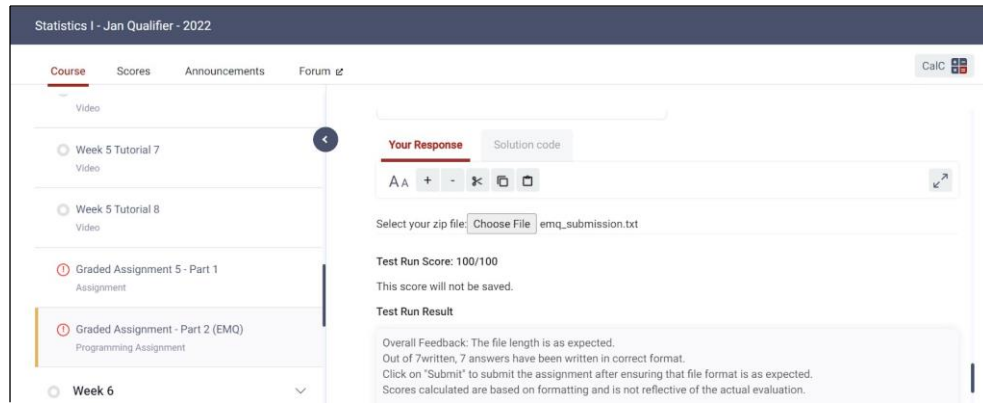 Statistics I - Jan Qualifier - 2022
Course Scores Announcements Forum
CalC
Video
Week 5 Tutorial 7
Video
Week 5 Tutorial 8
Video
Graded Assignment 5 - Part 1
Assignment
Graded Assignment - Part 2 (EMQ)
Programming Assignment
Week 6
Your Response Solution code
AA + -
Select your zip file: Choose File emq_submission.txt
Test Run Score: 100/100
This score will not be saved.
Test Run Result
Overall Feedback: The file length is as expected.
Out of 7written, 7 answers have been written in correct format.
Click on "Submit" to submit the assignment after ensuring that file format is as expected.
Scores calculated are based on formatting and is not reflective of the actual evaluation.